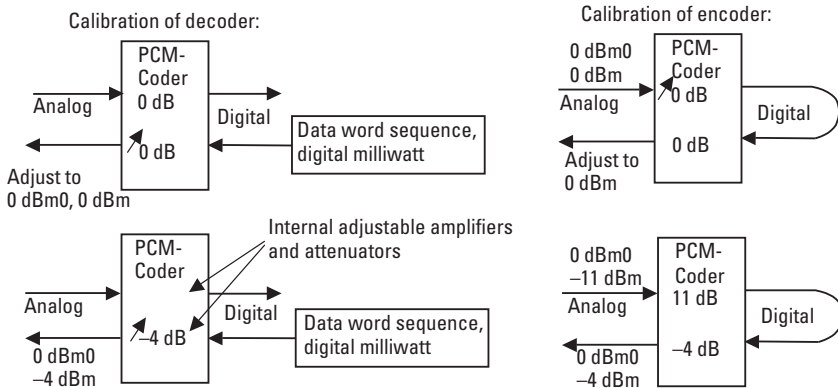 Calibration of decoder:
PCM-
Coder
0 dB
0 dB
Analog
Digital
Data word sequence,
digital milliwatt
Adjust to
0 dBm0, 0 dBm
Calibration of encoder:
0 dBm0
0 dBm
Analog
PCM-
Coder
0 dB
0 dB
Digital
Adjust to
0 dBm
PCM-
Coder
–4 dB
Internal adjustable amplifiers
and attenuators
Analog
Digital
Data word sequence,
digital milliwatt
0 dBm0
–4 dBm
0 dBm0
–11 dBm
Analog
PCM-
Coder
11 dB
–4 dB
Digital
0 dBm0
–4 dBm